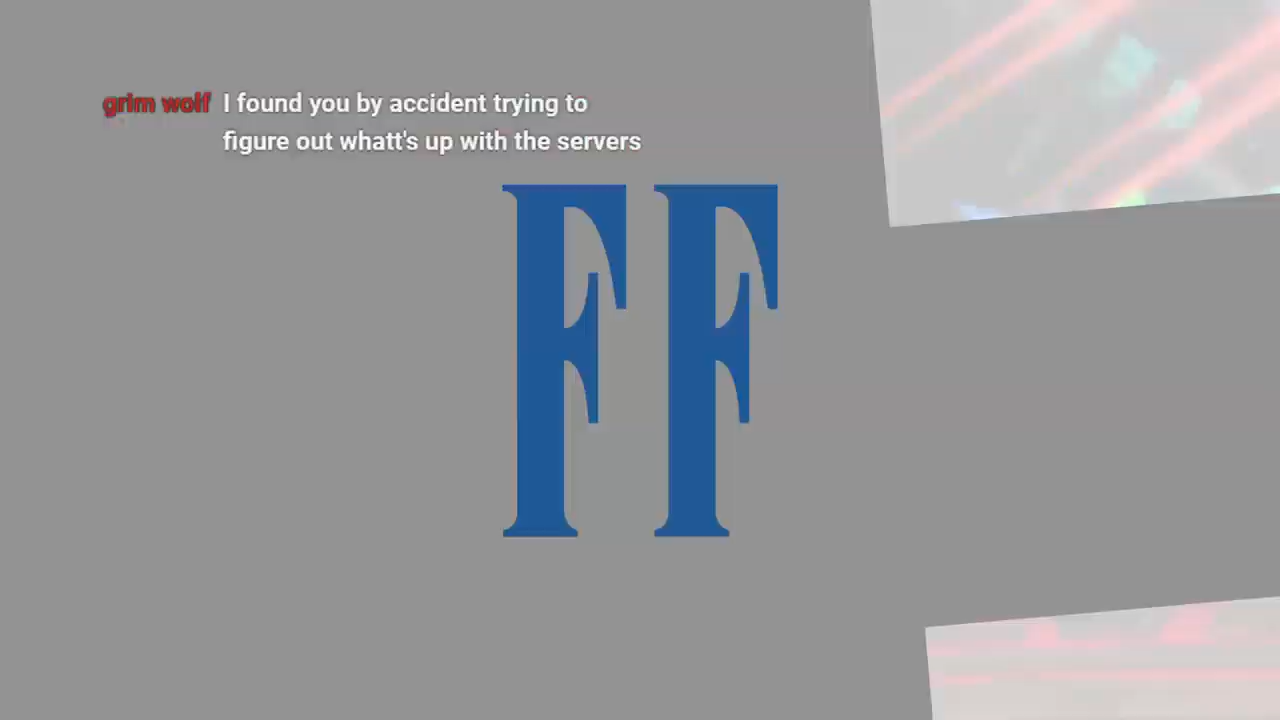 grim wolf I found you by accident trying to
figure out whatt's up with the servers
FF